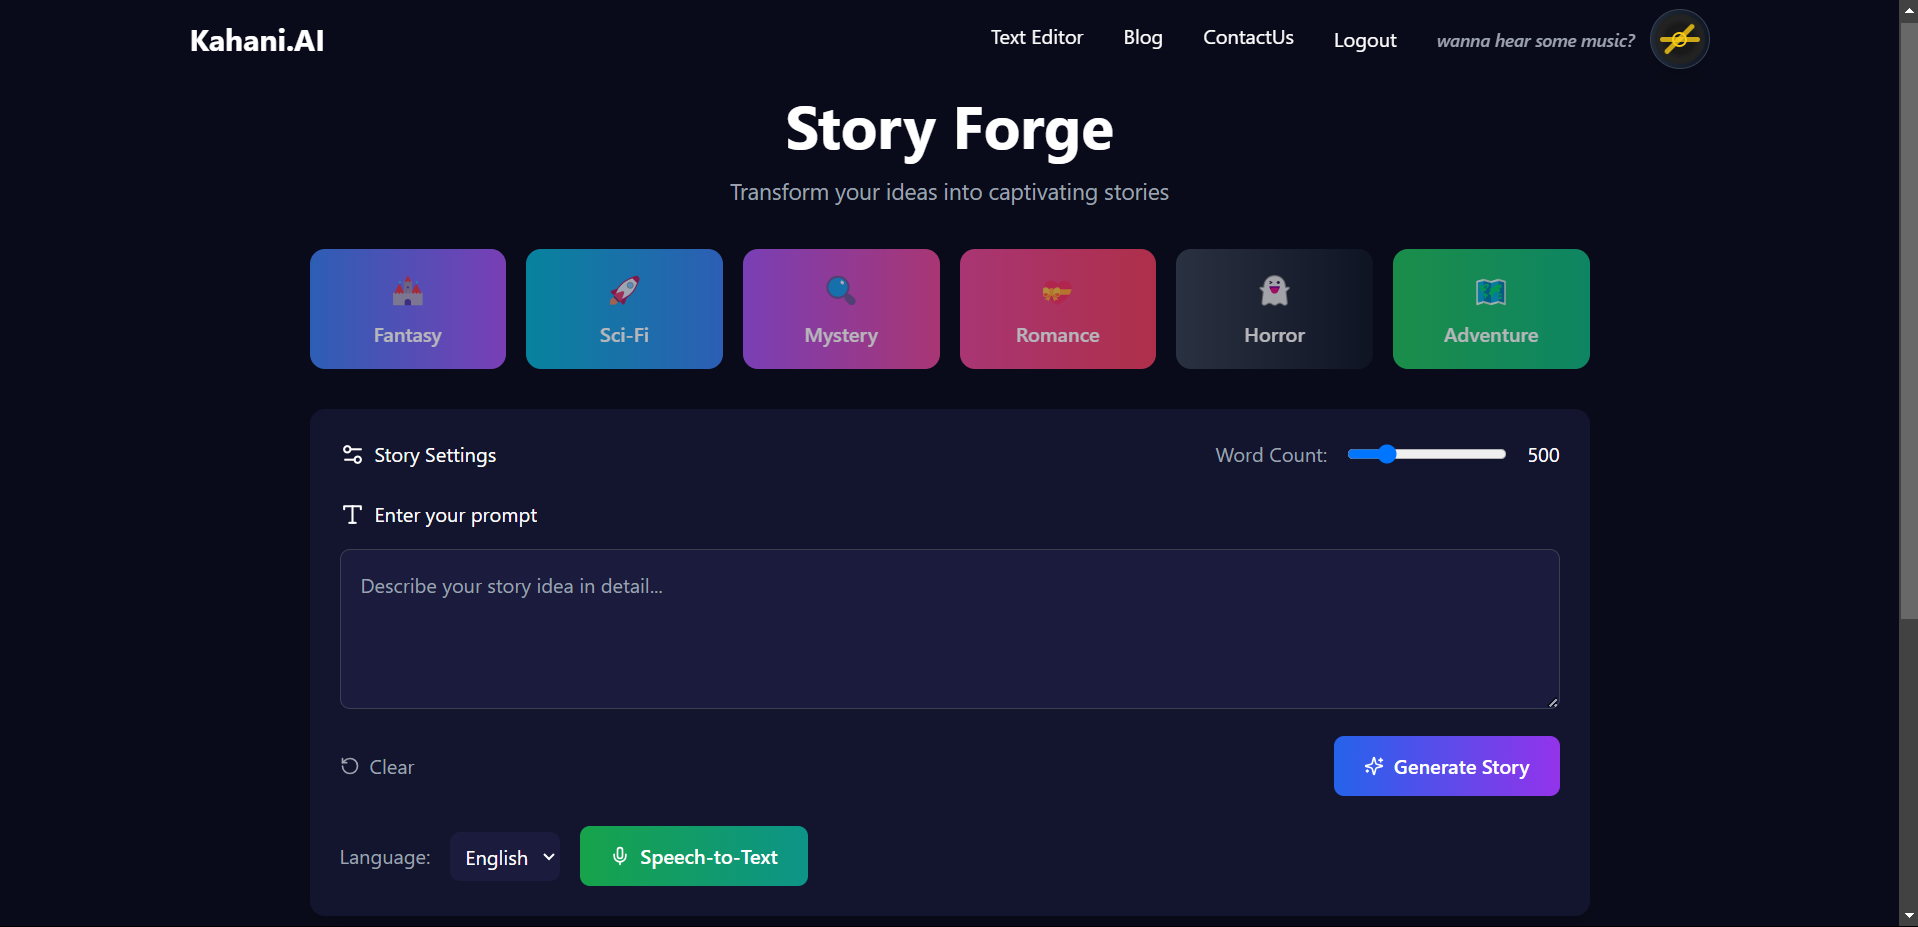 Kahani.AI
Text Editor
Blog
ContactUs
Logout
wanna hear some music?
Story Forge
Transform your ideas into captivating stories
Fantasy
Sci-Fi
Mystery
Romance
Horror
Adventure
Story Settings
Word Count:
500
Enter your prompt
Describe your story idea in detail...
Clear
Generate Story
Language:
English
Speech-to-Text